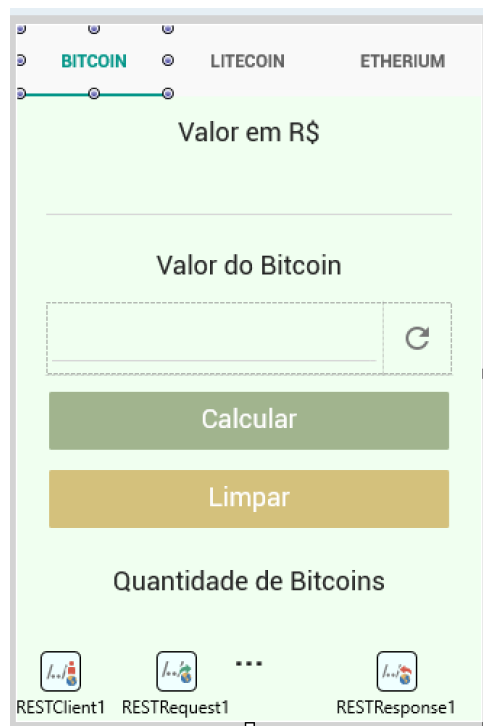 BITCOIN LITECOIN ETHERIUM
Valor em R$
Valor do Bitcoin
Calcular
Limpar
Quantidade de Bitcoins
/../ /../ ... /../
RESTClient1 RESTRequest1 RESTResponse1